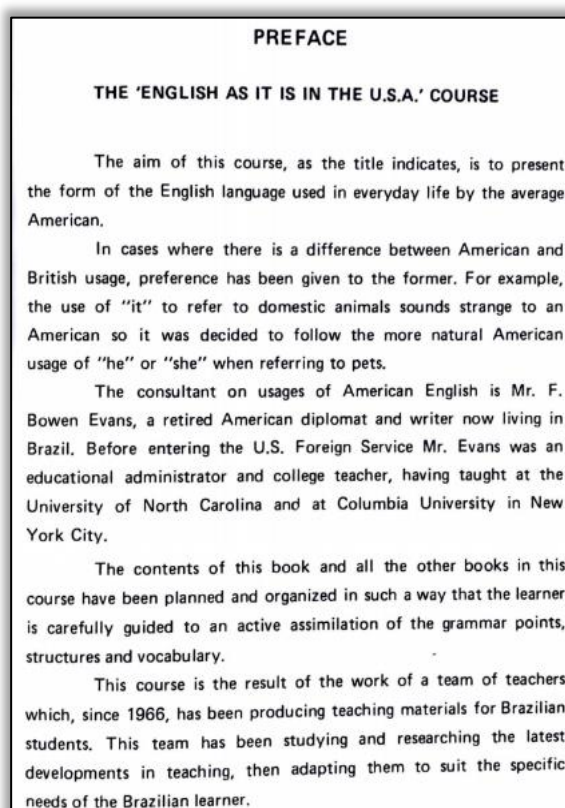 PREFACE
THE 'ENGLISH AS IT IS IN THE U.S.A.' COURSE
The aim of this course, as the title indicates, is to present
the form of the English language used in everyday life by the average
American.
In cases where there is a difference between American and
British usage, preference has been given to the former. For example,
the use of "it" to refer to domestic animals sounds strange to an
American so it was decided to follow the more natural American
usage of "he" or "she" when referring to pets.
The consultant on usages of American English is Mr. F.
Bowen Evans, a retired American diplomat and writer now living in
Brazil. Before entering the U.S. Foreign Service Mr. Evans was an
educational administrator and college teacher, having taught at the
University of North Carolina and at Columbia University in New
York City.
The contents of this book and all the other books in this
course have been planned and organized in such a way that the learner
is carefully guided to an active assimilation of the grammar points,
structures and vocabulary.
This course is the result of the work of a team of teachers
which, since 1966, has been producing teaching materials for Brazilian
students. This team has been studying and researching the latest
developments in teaching, then adapting them to suit the specific
needs of the Brazilian learner.